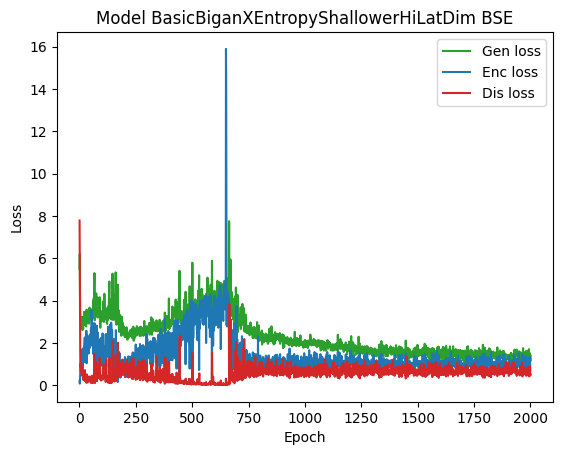 Model BasicBiganXEntropyShallowerHiLatDim BSE
Gen loss
Enc loss
Dis loss
Loss
16
14
12
10
8
6
4
2
0
0 250 500 750 1000 1250 1500 1750 2000
Epoch